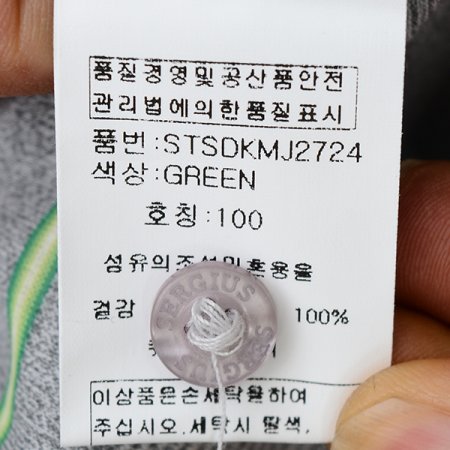 품질경영및공산품안전
관리법에의한품질표시
품번:STSDKMJ2724
색상:GREEN
호칭:100
섬유의조성및혼용율
겉감 100%
SERGIUS
SERGIUS
이상품은손세탁을하여
주십시오.세탁시 탈색,